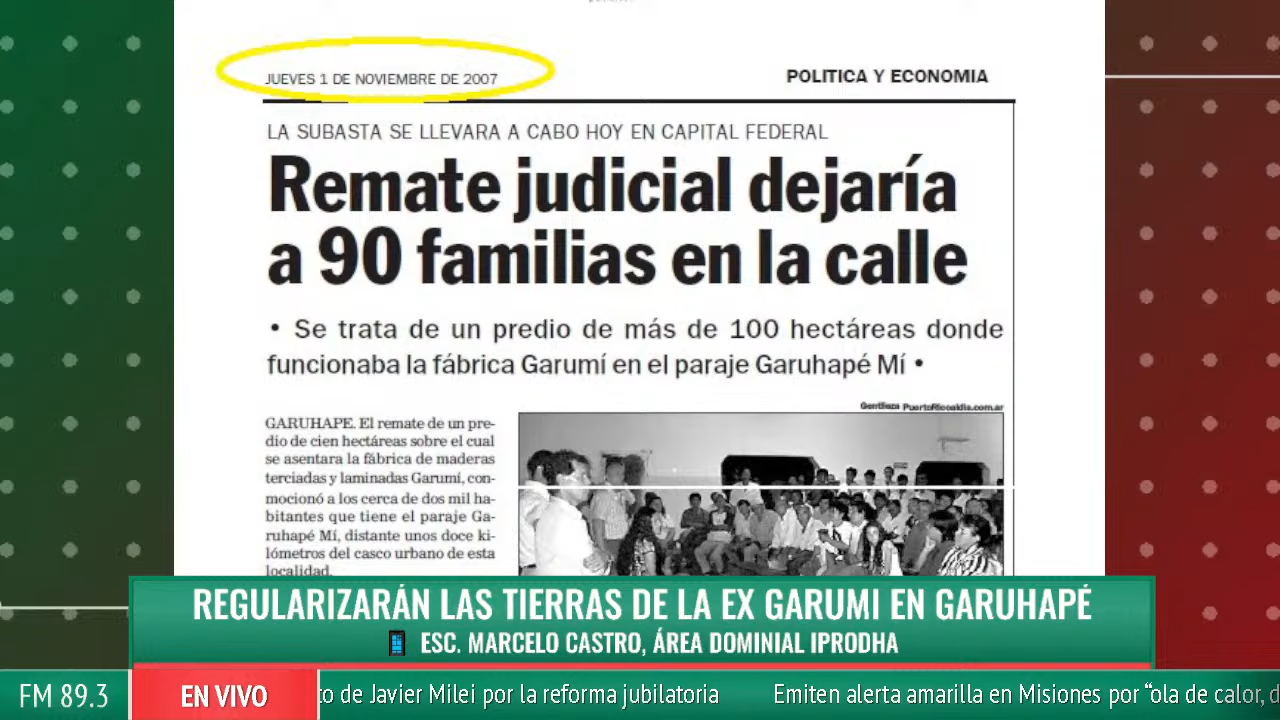 JUEVES 1 DE NOVIEMBRE DE 2007
POLITICA Y ECONOMIA
LA SUBASTA SE LLEVARA A CABO HOY EN CAPITAL FEDERAL
Remate judicial dejaría
a 90 familias en la calle
• Se trata de un predio de más de 100 hectáreas donde
funcionaba la fábrica Garumí en el paraje Garuhapé Mí •
Gentileza PuertoRicoaldia.com.ar
GARUHAPE. El remate de un pre-
dio de cien hectáreas sobre el cual
se asentara la fábrica de maderas
terciadas y laminadas Garumí, con-
mocionó a los cerca de dos mil ha-
bitantes que tiene el paraje Ga-
ruhapé Mí, distante unos doce ki-
lómetros del casco urbano de esta
localidad.
REGULARIZARÁN LAS TIERRAS DE LA EX GARUMI EN GARUHAPÉ
ESC. MARCELO CASTRO, ÁREA DOMINIAL IPRODHA
FM 89.3
EN VIVO
to de Javier Milei por la reforma jubilatoria
Emiten alerta amarilla en Misiones por “ola de calor, d